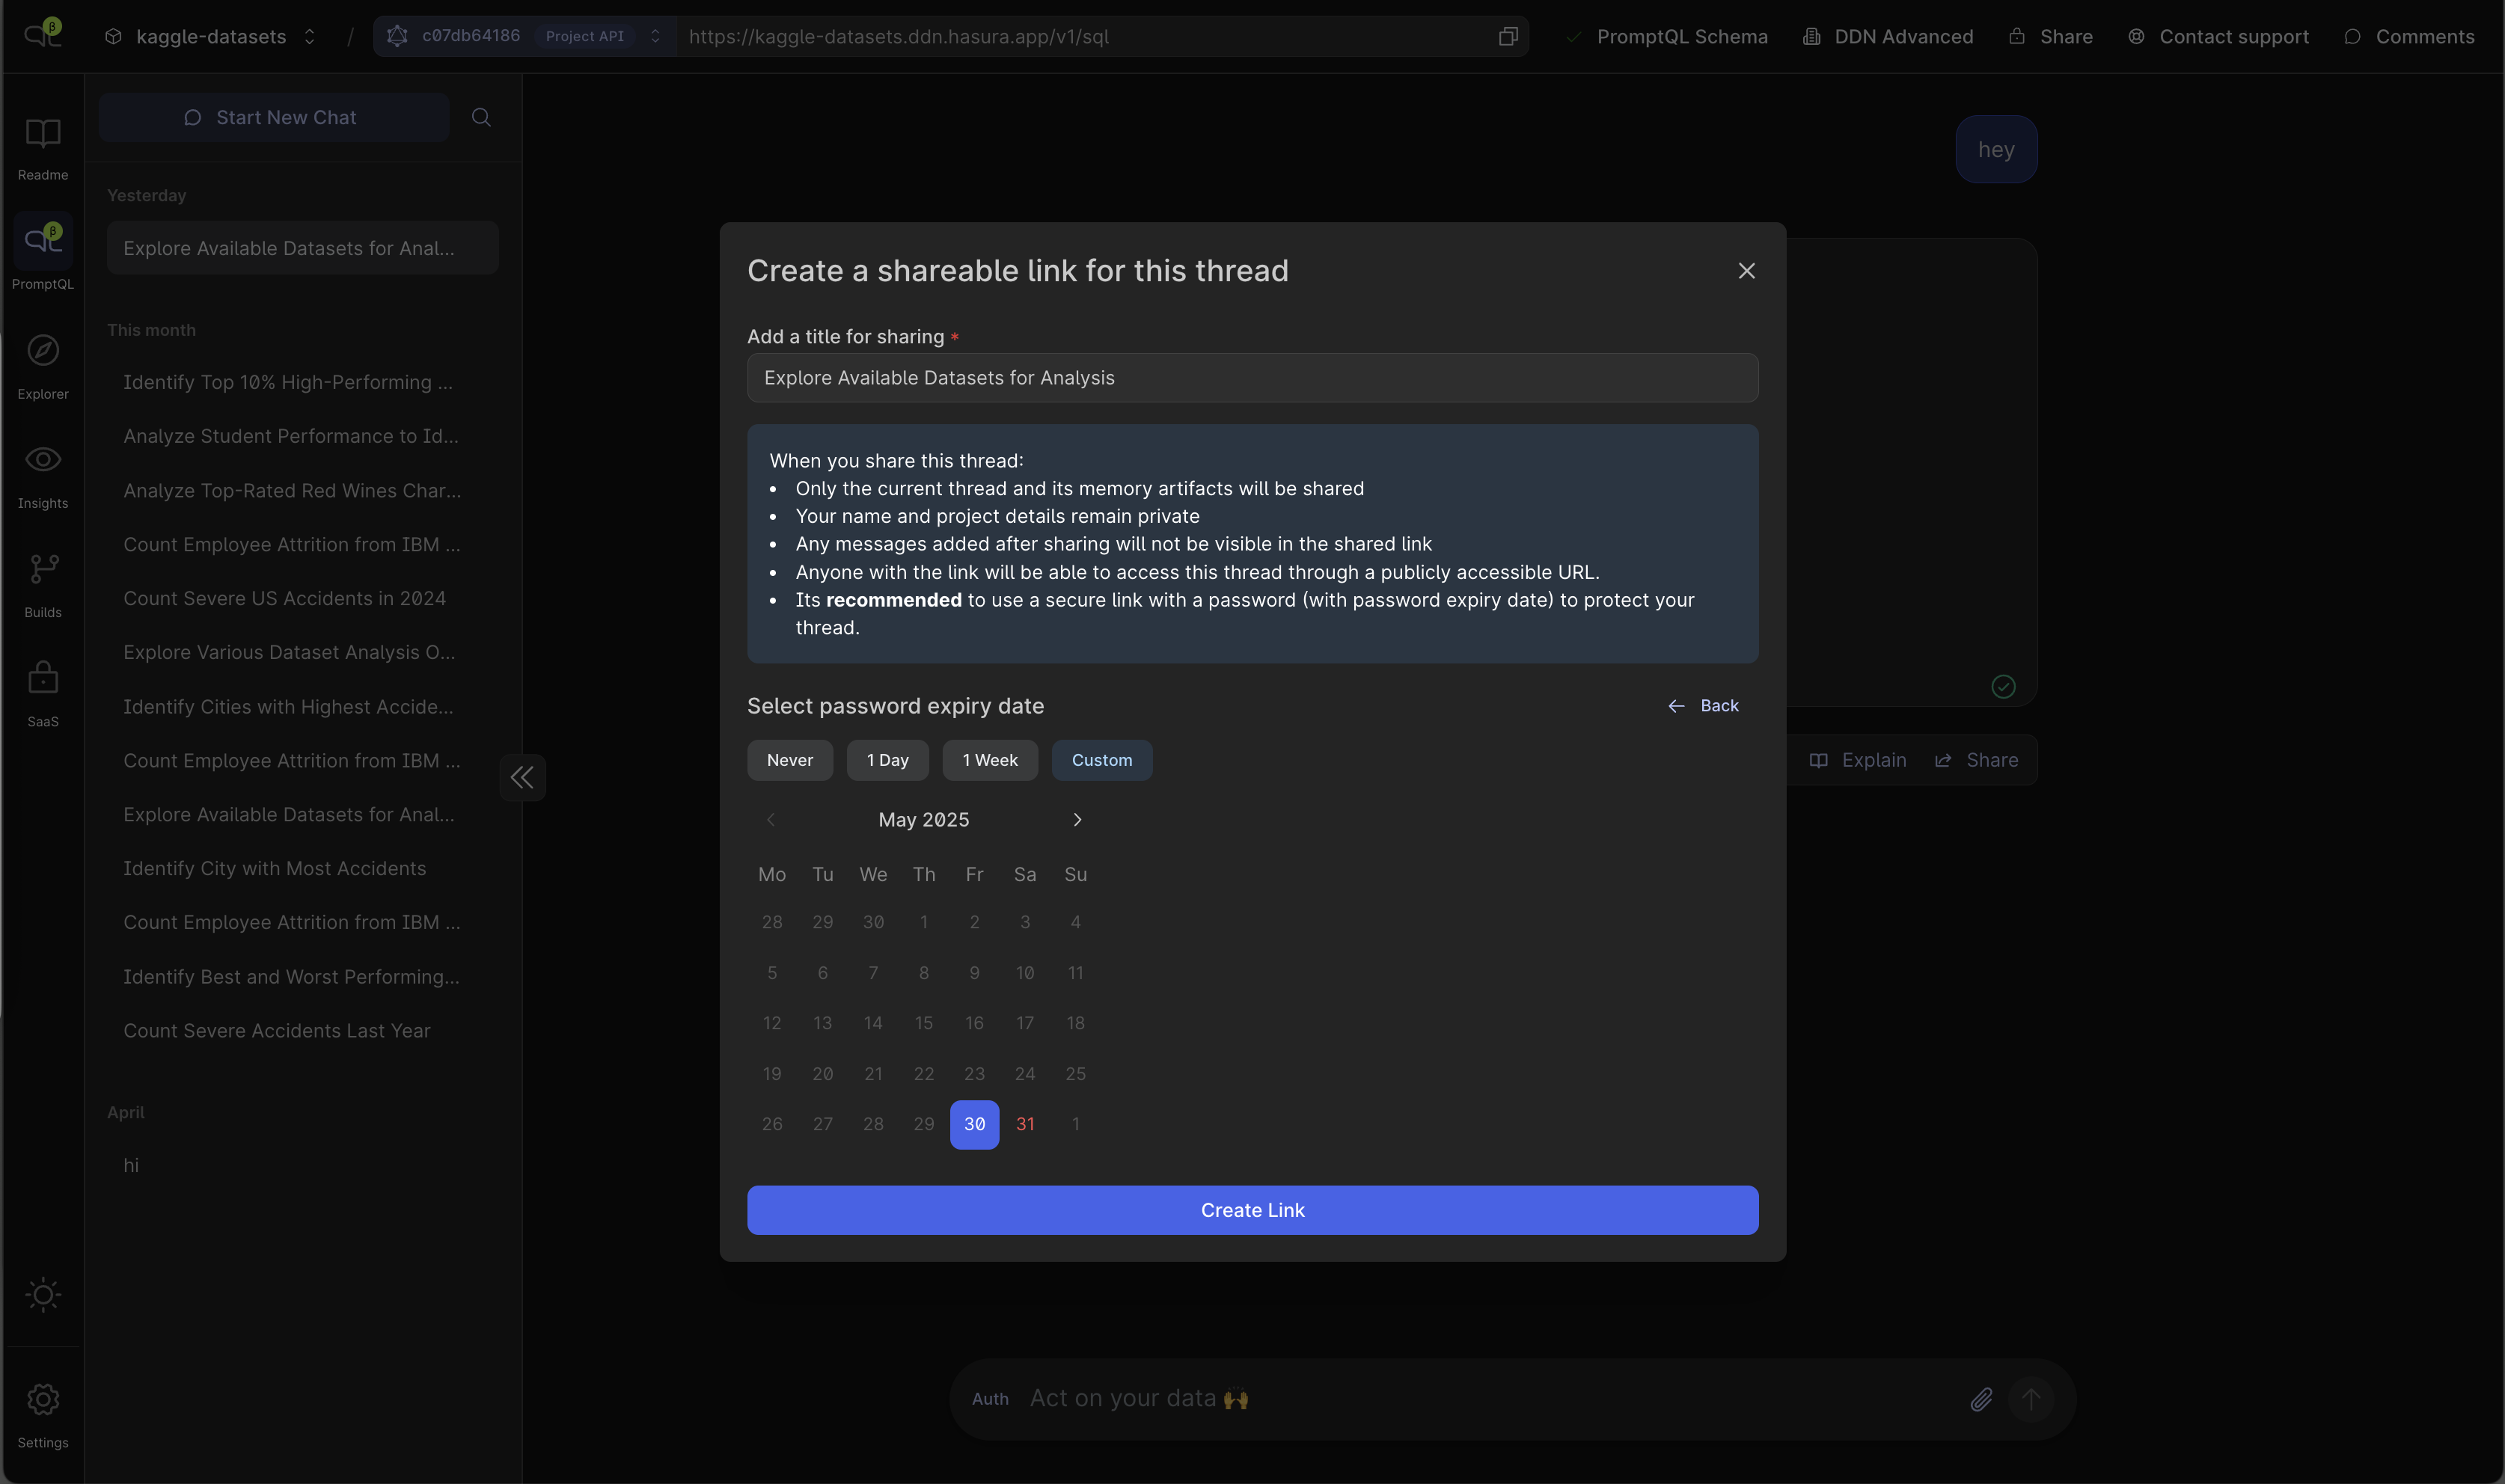 β
kaggle-datasets / c07db64186 Project API https://kaggle-datasets.ddn.hasura.app/v1/sql PromptQL Schema DDN Advanced Share Contact support Comments
Readme
β
PromptQL
Explorer
Insights
Builds
SaaS
Settings
Start New Chat
Yesterday
Explore Available Datasets for Anal...
This month
Identify Top 10% High-Performing ...
Analyze Student Performance to Id...
Analyze Top-Rated Red Wines Char...
Count Employee Attrition from IBM ...
Count Severe US Accidents in 2024
Explore Various Dataset Analysis O...
Identify Cities with Highest Accide...
Count Employee Attrition from IBM ...
Explore Available Datasets for Anal...
Identify City with Most Accidents
Count Employee Attrition from IBM ...
Identify Best and Worst Performing...
Count Severe Accidents Last Year
April
hi
hey
Create a shareable link for this thread
Add a title for sharing *
Explore Available Datasets for Analysis
When you share this thread:
• Only the current thread and its memory artifacts will be shared
• Your name and project details remain private
• Any messages added after sharing will not be visible in the shared link
• Anyone with the link will be able to access this thread through a publicly accessible URL.
• Its recommended to use a secure link with a password (with password expiry date) to protect your
thread.
Select password expiry date Back
Never 1 Day 1 Week Custom
May 2025
Mo Tu We Th Fr Sa Su
28 29 30 1 2 3 4
5 6 7 8 9 10 11
12 13 14 15 16 17 18
19 20 21 22 23 24 25
26 27 28 29 30 31 1
Create Link
Explain Share
Auth Act on your data 🙌